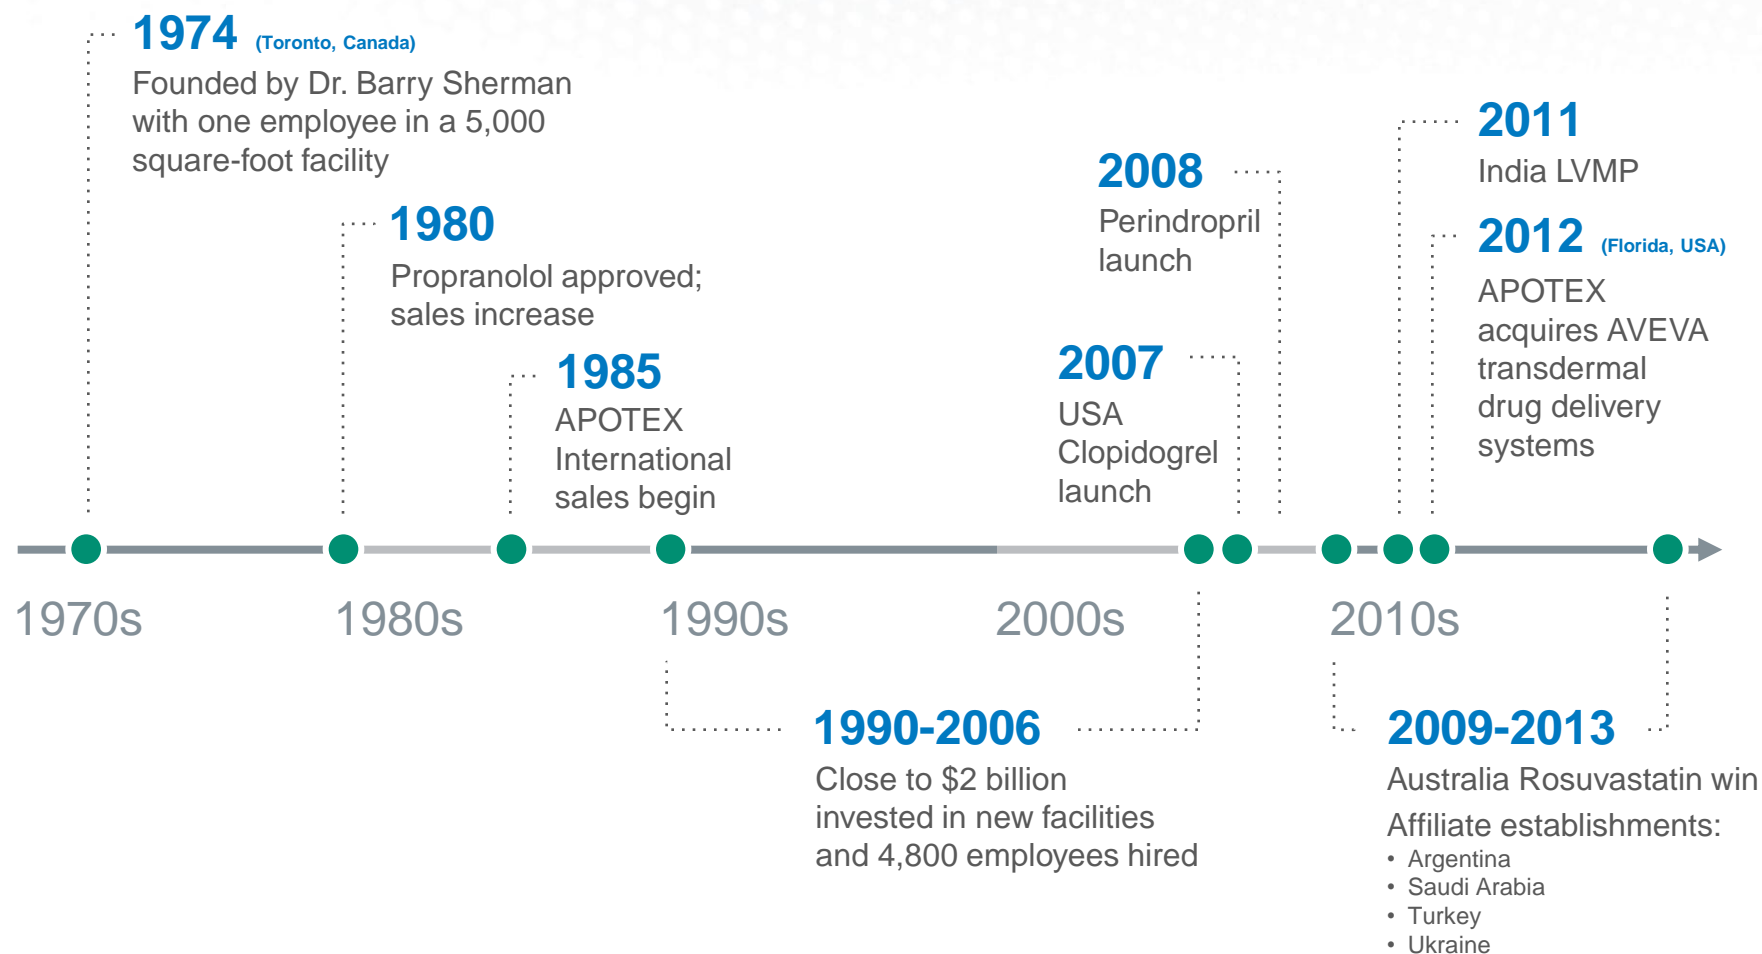 1974 (Toronto, Canada)
Founded by Dr. Barry Sherman
with one employee in a 5,000
square-foot facility
1980
Propranolol approved;
sales increase
1985
APOTEX
International
sales begin
2008
Perindropril
launch
2007
USA
Clopidogrel
launch
2011
India LVMP
2012 (Florida, USA)
APOTEX
acquires AVEVA
transdermal
drug delivery
systems
1970s
1980s
1990s
2000s
2010s
1990-2006
Close to $2 billion
invested in new facilities
and 4,800 employees hired
2009-2013
Australia Rosuvastatin win
Affiliate establishments:
• Argentina
• Saudi Arabia
• Turkey
• Ukraine